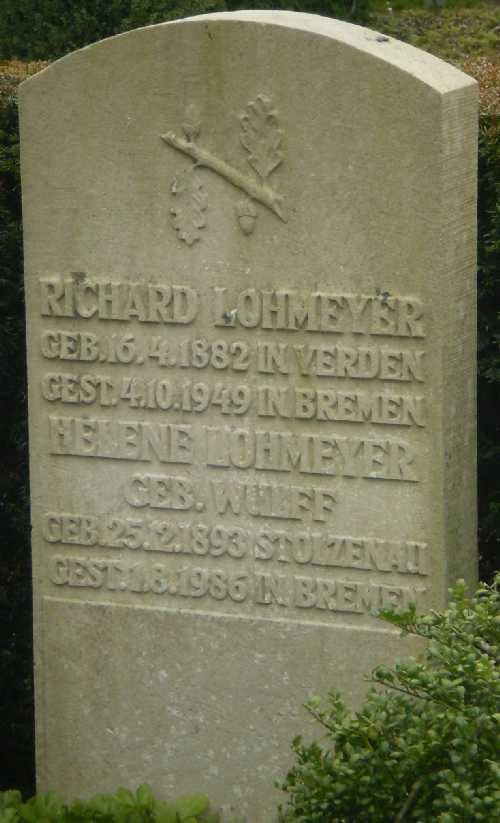 RICHARD LOHMEYER
GEB. 16.4.1882 IN VERDEN
GEST. 4.10.1949 IN BREMEN
HELENE LOHMEYER
GEB. WULFF
GEB. 25.12.1893 STOLZENAU
GEST. 1.8.1986 IN BREMEN